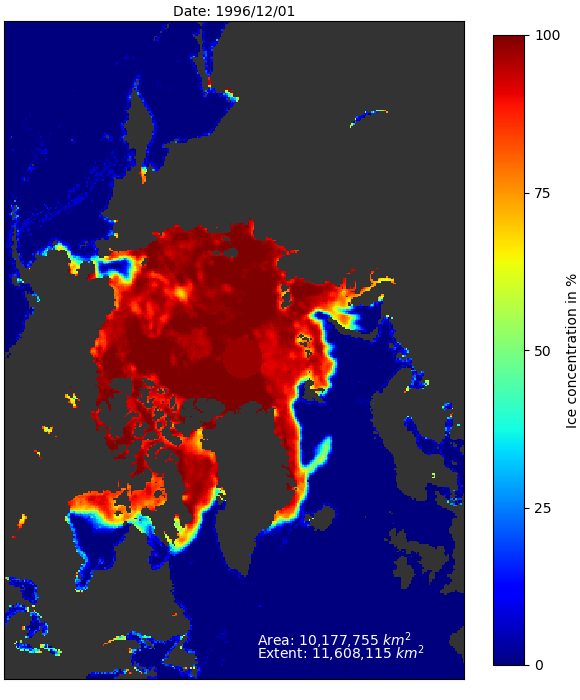 Date: 1996/12/01
100
75
50
25
0
Ice concentration in %
Area: 10,177,755 km²
Extent: 11,608,115 km²